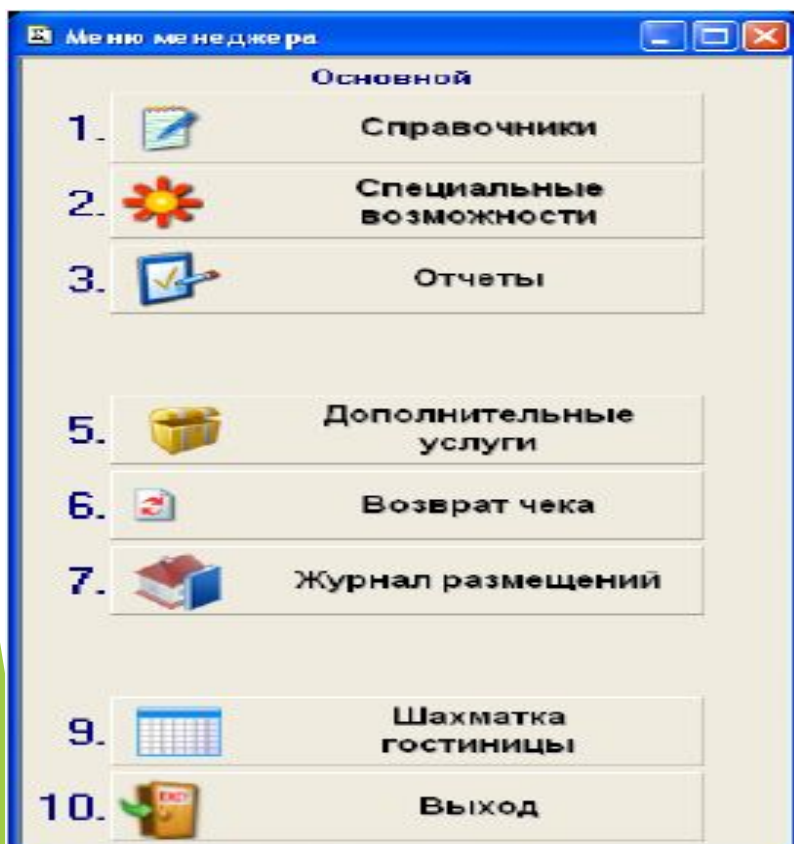 Меню менеджера
Основной
1. Справочники
2. Специальные
возможности
3. Отчеты
5. Дополнительные
услуги
6. Возврат чека
7. Журнал размещений
9. Шахматка
гостиницы
10. EXIT Выход